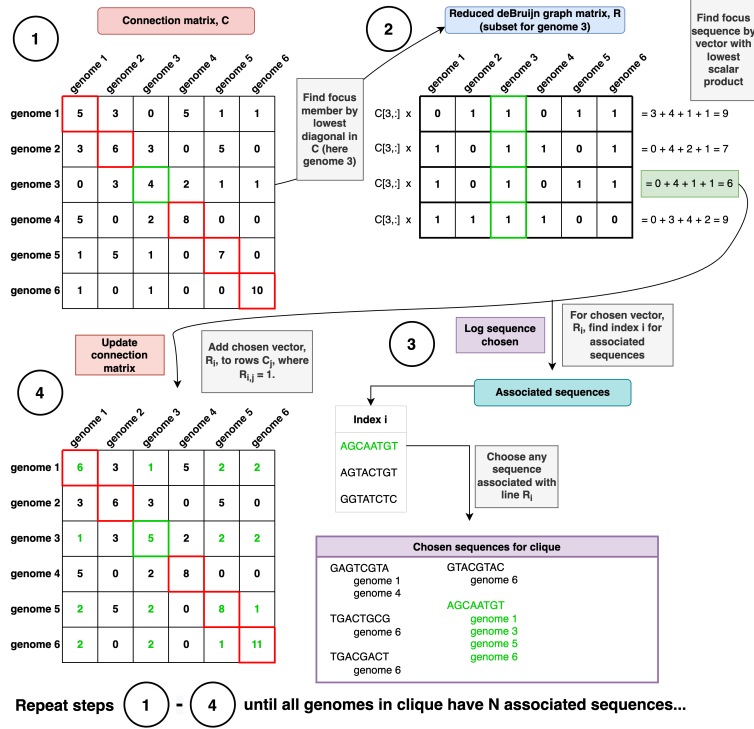 1
Connection matrix, C
genome 1 genome 2 genome 3 genome 4 genome 5 genome 6
genome 1 5 3 0 5 1 1
genome 2 3 6 3 0 5 0
genome 3 0 3 4 2 1 1
genome 4 5 0 2 8 0 0
genome 5 1 5 1 0 7 0
genome 6 1 0 1 0 0 10
Find focus
member by
lowest
diagonal in
C (here
genome 3)
2
Reduced deBruijn graph matrix, R
(subset for genome 3)
genome 1 genome 2 genome 3 genome 4 genome 5 genome 6
C[3,:] x 0 1 1 0 1 1 = 3 + 4 + 1 + 1 = 9
C[3,:] x 1 0 1 1 1 0 = 0 + 4 + 2 + 1 = 7
C[3,:] x 1 0 1 0 1 1 = 0 + 4 + 1 + 1 = 6
C[3,:] x 1 1 1 1 0 0 = 0 + 3 + 4 + 2 = 9
Find focus
sequence by
vector with
lowest
scalar
product
3
Log sequence
chosen
For chosen vector,
Ri, find index i for
associated
sequences
Associated sequences
Index i
AGCAATGT
AGTACTGT
GGTATCTC
Choose any
sequence
associated with
line Ri
Chosen sequences for clique
GAGTCGTA
genome 1
genome 4
TGACTGCG
genome 6
TGACGACT
genome 6
GTACGTAC
genome 6
AGCAATGT
genome 1
genome 3
genome 5
genome 6
Update
connection
matrix
Add chosen vector,
Ri, to rows Cj, where
Ri,j = 1.
4
genome 1 genome 2 genome 3 genome 4 genome 5 genome 6
genome 1 6 3 1 5 2 2
genome 2 3 6 3 0 5 0
genome 3 1 3 5 2 2 2
genome 4 5 0 2 8 0 0
genome 5 2 5 2 0 8 1
genome 6 2 0 2 0 1 11
Repeat steps 1 - 4 until all genomes in clique have N associated sequences...